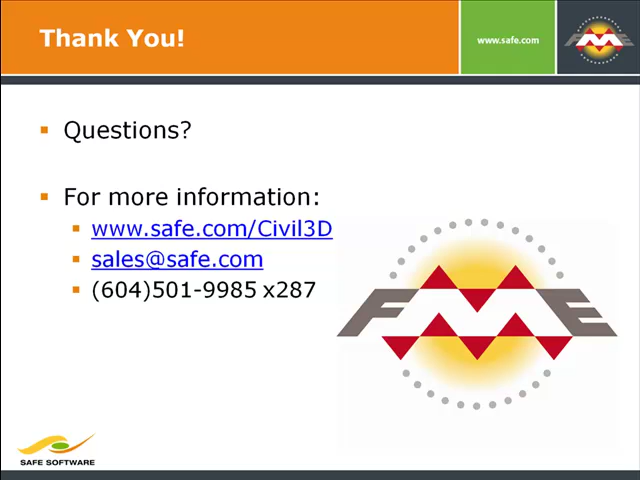 Thank You!
www.safe.com
FME
Questions?
For more information:
www.safe.com/Civil3D
sales@safe.com
(604)501-9985 x287
FME
SAFE SOFTWARE